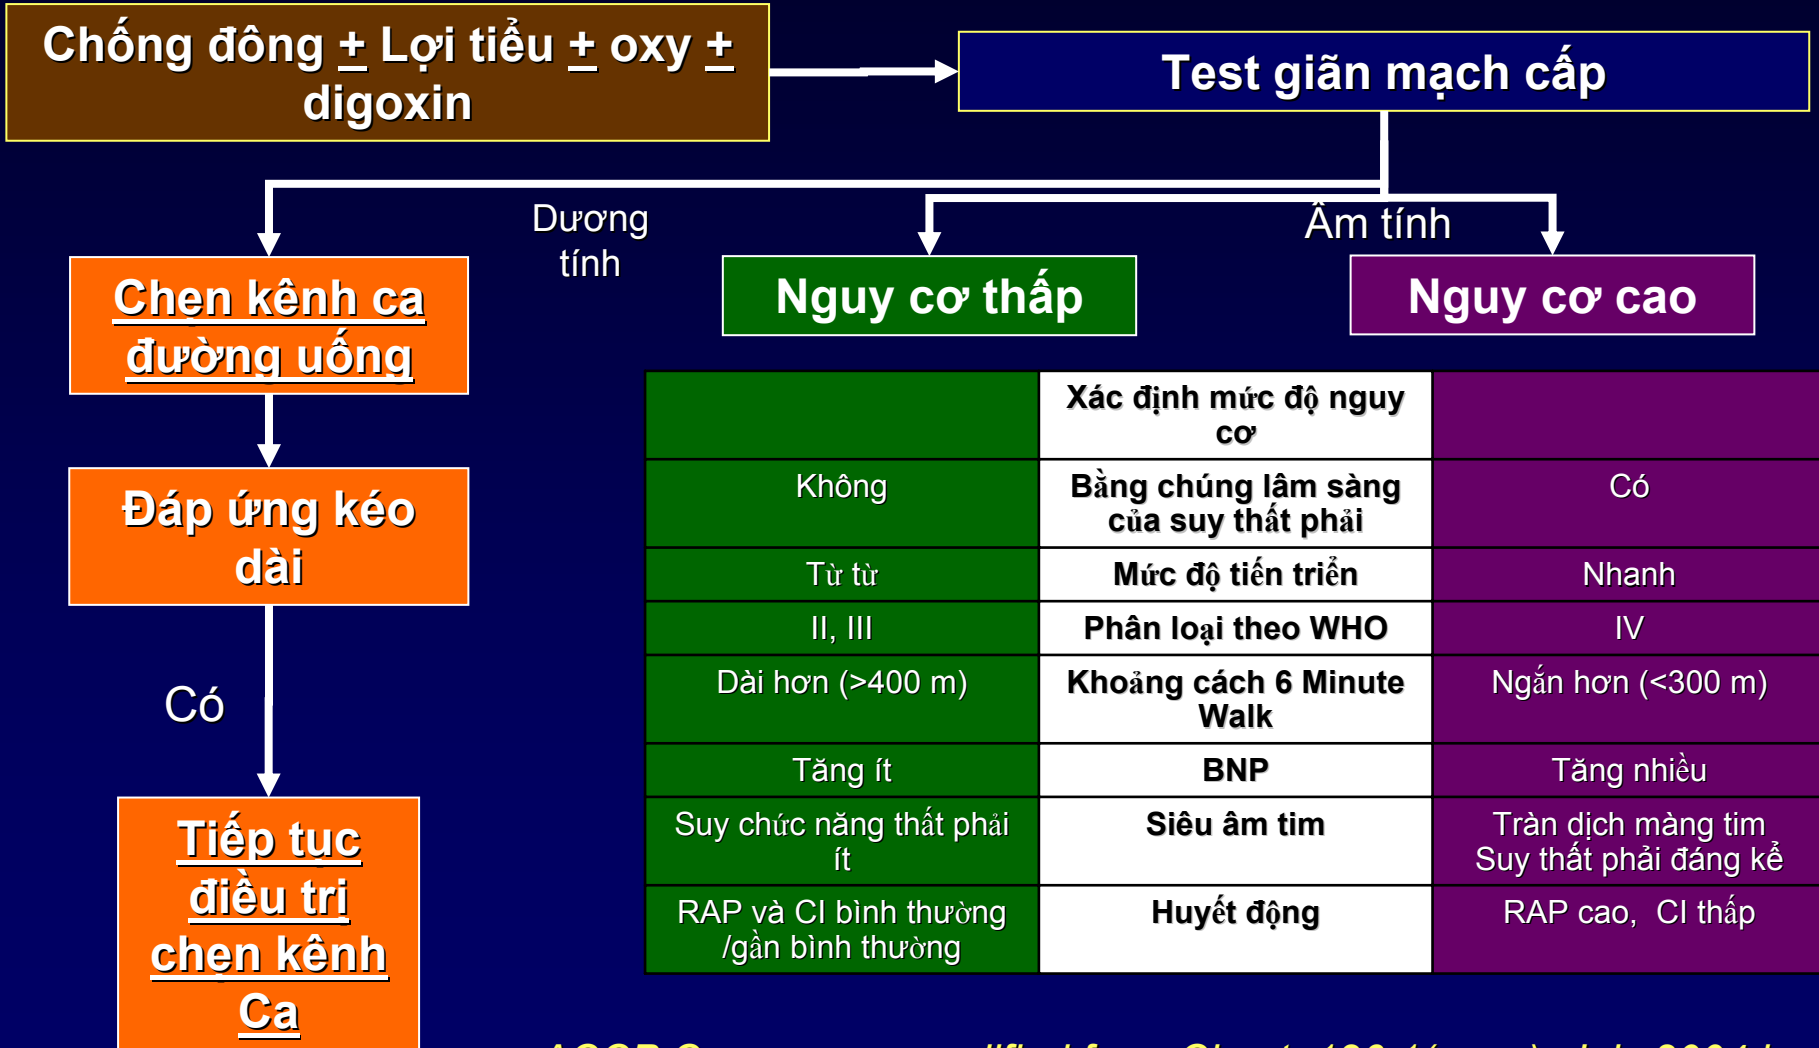 Chống đông + Lợi tiểu + oxy +
digoxin
Test giãn mạch cấp
Dương
tính
Âm tính
Chẹn kênh ca
đường uống
Nguy cơ thấp
Nguy cơ cao
Đáp ứng kéo
dài
Có
Tiếp tục
điều trị
chẹn kênh
Ca
Xác định mức độ nguy
cơ
Không
Bằng chúng lâm sàng
của suy thất phải
Có
Từ từ
Mức độ tiến triển
Nhanh
II, III
Phân loại theo WHO
IV
Dài hơn (>400 m)
Khoảng cách 6 Minute
Walk
Ngắn hơn (<300 m)
Tăng ít
BNP
Tăng nhiều
Suy chức năng thất phải
ít
Siêu âm tim
Tràn dịch màng tim
Suy thất phải đáng kể
RAP và CI bình thường
/gần bình thường
Huyết động
RAP cao, CI thấp